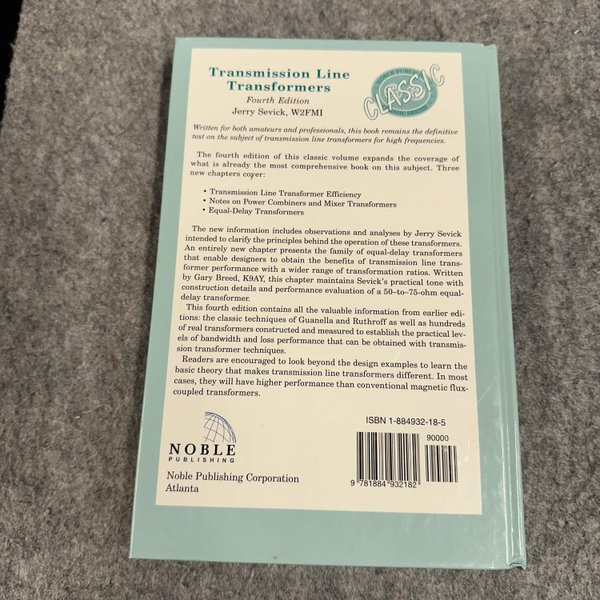 Transmission Line
Transformers
Fourth Edition
Jerry Sevick, W2FMI
CLASSIC
Written for both amateurs and professionals, this book remains the definitive
text on the subject of transmission line transformers for high frequencies.
The fourth edition of this classic volume expands the coverage of
what is already the most comprehensive book on this subject. Three
new chapters cover:
• Transmission Line Transformer Efficiency
• Notes on Power Combiners and Mixer Transformers
• Equal-Delay Transformers
The new information includes observations and analyses by Jerry Sevick
intended to clarify the principles behind the operation of these transformers.
An entirely new chapter presents the family of equal-delay transformers
that enable designers to obtain the benefits of transmission line trans-
former performance with a wider range of transformation ratios. Written
by Gary Breed, K9AY, this chapter maintains Sevick's practical tone with
construction details and performance evaluation of a 50–to–75-ohm equal-
delay transformer.
This fourth edition contains all the valuable information from earlier edi-
tions: the classic techniques of Guanella and Ruthroff as well as hundreds
of real transformers constructed and measured to establish the practical lev-
els of bandwidth and loss performance that can be obtained with transmis-
sion transformer techniques.
Readers are encouraged to look beyond the design examples to learn the
basic theory that makes transmission line transformers different. In most
cases, they will have higher performance than conventional magnetic flux-
coupled transformers.
NOBLE
PUBLISHING
Noble Publishing Corporation
Atlanta
ISBN 1-884932-18-5
90000
9 781884 932182